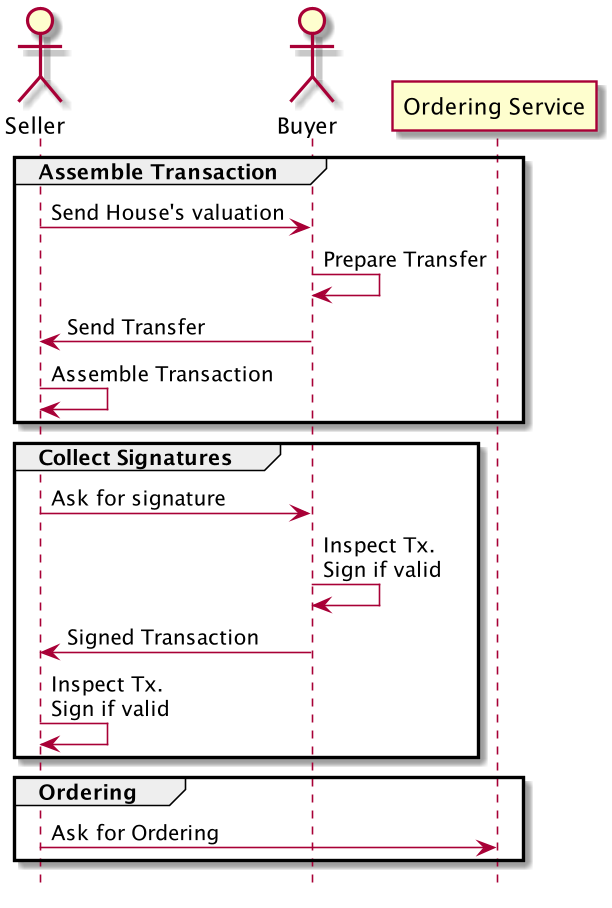 Seller
Buyer
Ordering Service
Assemble Transaction
Send House's valuation
Prepare Transfer
Send Transfer
Assemble Transaction
Collect Signatures
Ask for signature
Inspect Tx.
Sign if valid
Signed Transaction
Inspect Tx.
Sign if valid
Ordering
Ask for Ordering